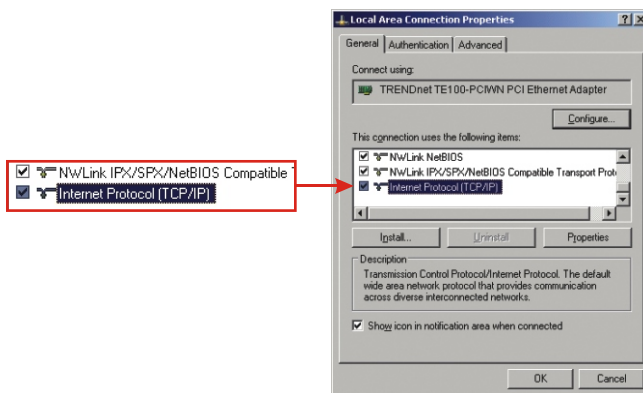 NWLink IPX/SPX/NetBIOS Compatible
Internet Protocol (TCP/IP)
Local Area Connection Properties
General Authentication Advanced
Connect using:
TRENDnet TE100-PCIWN PCI Ethernet Adapter
Configure...
This connection uses the following items:
NWLink NetBIOS
NWLink IPX/SPX/NetBIOS Compatible Transport Prot
Internet Protocol (TCP/IP)
Install... Uninstall Properties
Description
Transmission Control Protocol/Internet Protocol. The default
wide area network protocol that provides communication
across diverse interconnected networks.
Show icon in notification area when connected
OK Cancel